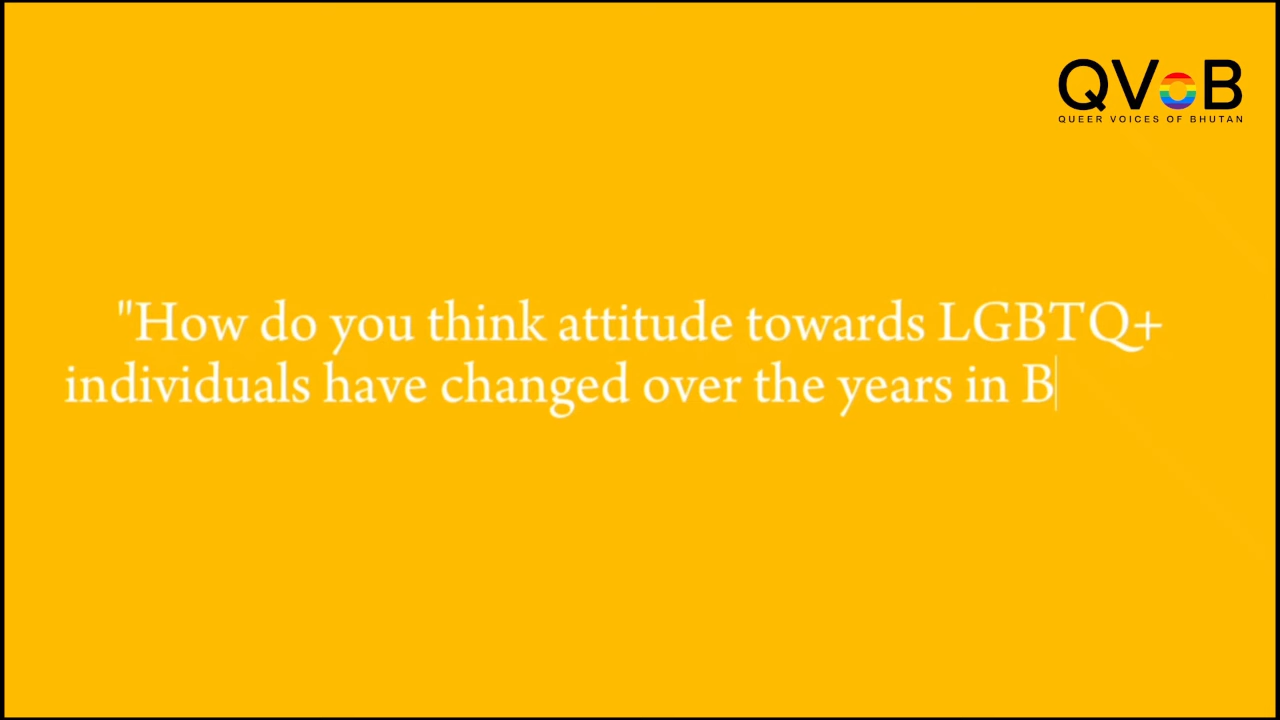 QVoB
QUEER VOICES OF BHUTAN
"How do you think attitude towards LGBTQ+
individuals have changed over the years in B